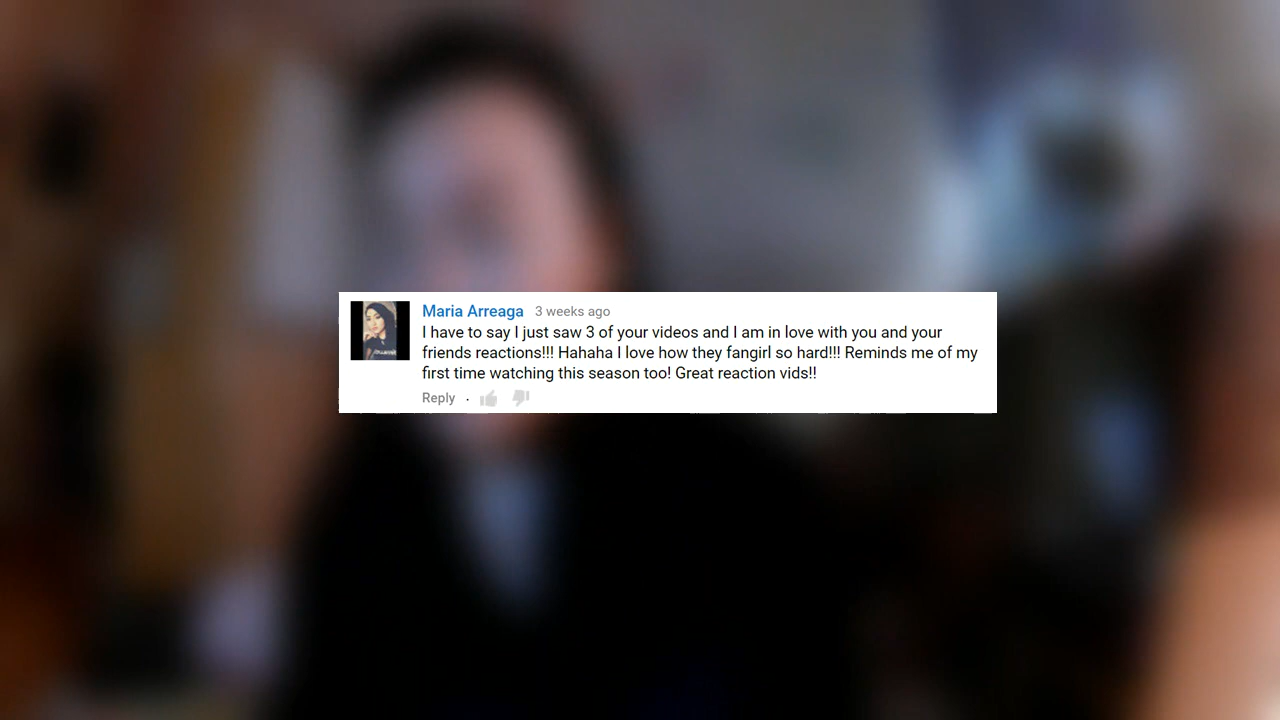 Maria Arreaga 3 weeks ago
I have to say I just saw 3 of your videos and I am in love with you and your
friends reactions!!! Hahaha I love how they fangirl so hard!!! Reminds me of my
first time watching this season too! Great reaction vids!!
Reply ·